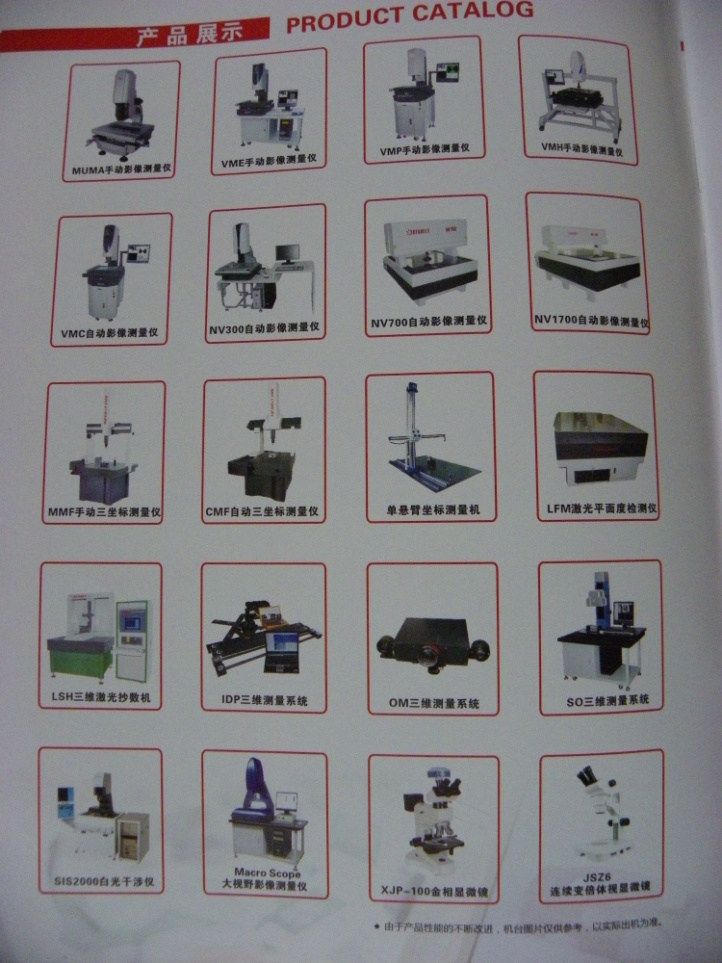 产品展示 PRODUCT CATALOG
MUMA手动影像测量仪
VME手动影像测量仪
VMP手动影像测量仪
VMH手动影像测量仪
VMC自动影像测量仪
NV300自动影像测量仪
NV700自动影像测量仪
NV1700自动影像测量仪
MMF手动三坐标测量仪
CMF自动三坐标测量仪
单悬臂坐标测量机
LFM激光平面度检测仪
LSH三维激光抄数机
IDP三维测量系统
OM三维测量系统
SO三维测量系统
SIS2000白光干涉仪
Macro Scope
大视野影像测量仪
XJP-100金相显微镜
JSZ6
连续变倍体视显微镜
• 由于产品性能的不断改进，机台图片仅供参考，以实际出机为准。